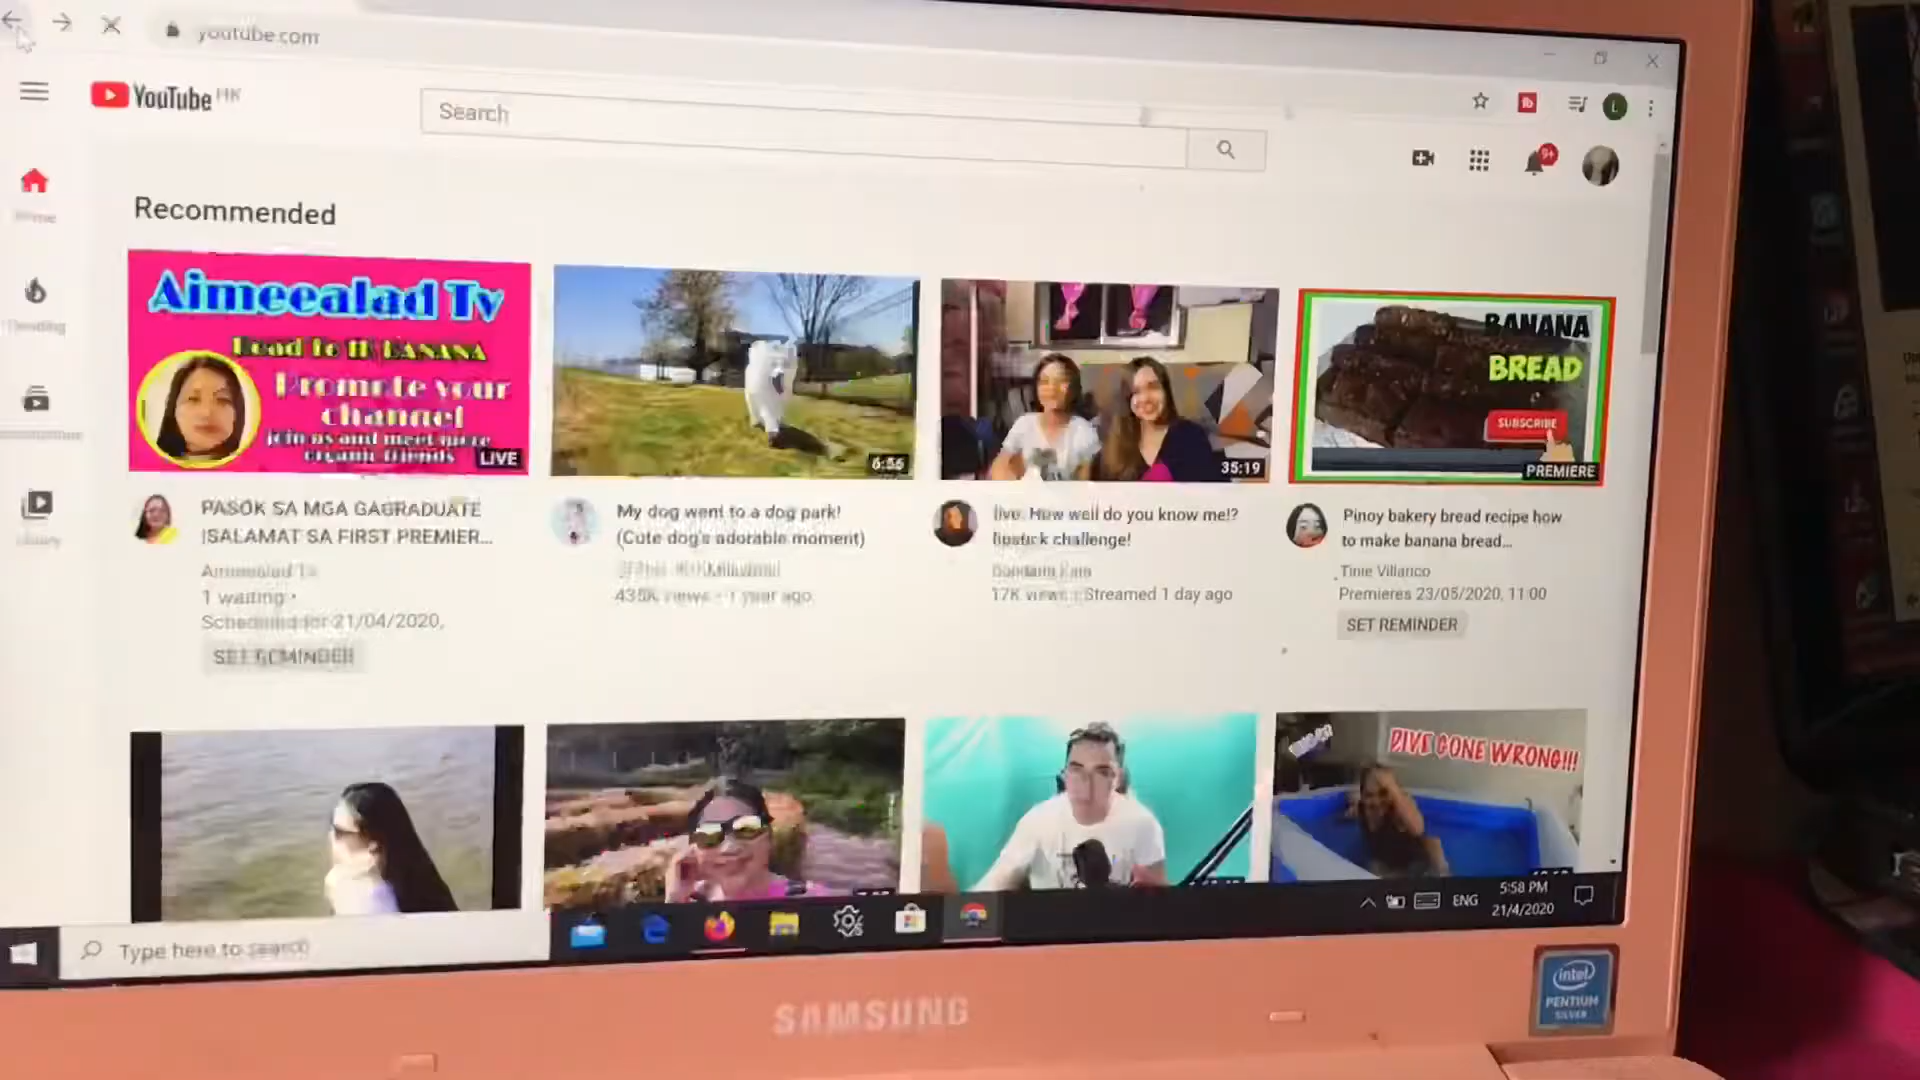 youtube.com
YouTube HK
Search
9+
L
Home
Trending
Library
Recommended
Aimeealad Tv
Road to 1K BANANA
Promote your
channel
join us and meet more
organic friends
LIVE
6:56
35:19
BANANA
BREAD
SUBSCRIBE
PREMIERE
PASOK SA MGA GAGRADUATE
!SALAMAT SA FIRST PREMIER...
Aimeealad Tv
1 waiting •
Scheduled for 21/04/2020,
SET REMINDER
My dog went to a dog park!
(Cute dog's adorable moment)
435K views • 1 year ago
live. How well do you know me!?
lipstick challenge!
17K views • Streamed 1 day ago
Pinoy bakery bread recipe how
to make banana bread...
Tinie Villarico
Premieres 23/05/2020, 11:00
SET REMINDER
DIVE GONE WRONG!!!
Type here to search
ENG
5:58 PM
21/4/2020
SAMSUNG
intel
PENTIUM
SILVER